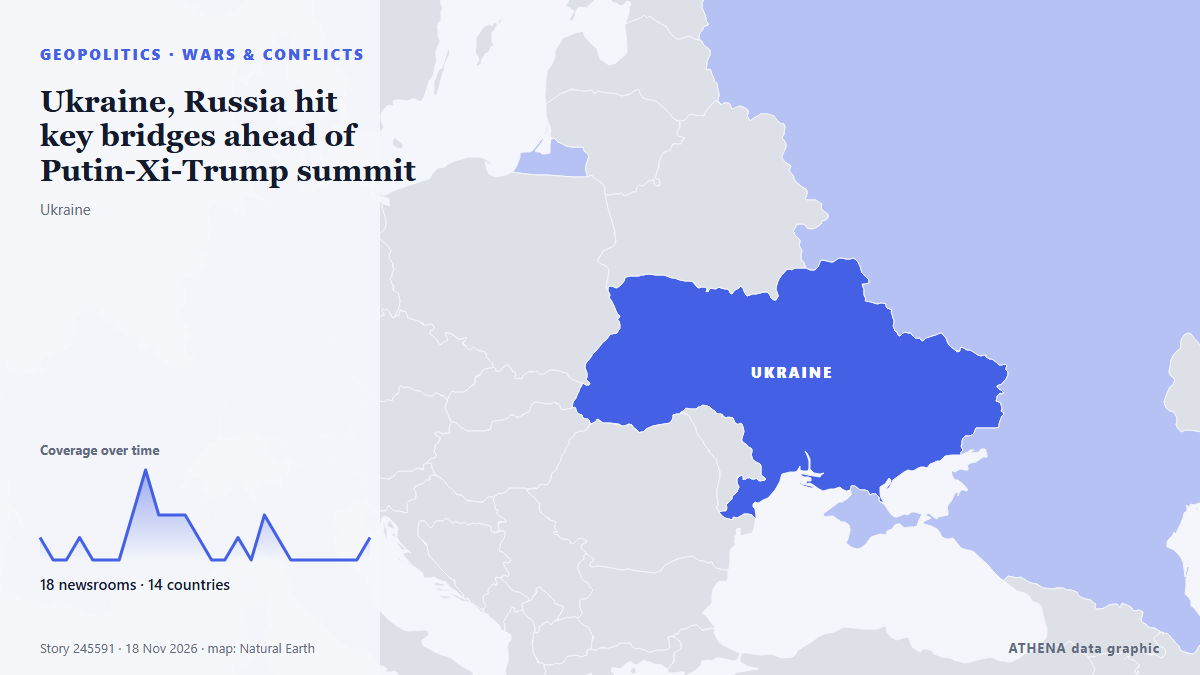 GEOPOLITICS · WARS & CONFLICTS
Ukraine, Russia hit
key bridges ahead of
Putin-Xi-Trump summit
Ukraine
UKRAINE
Coverage over time
18 newsrooms · 14 countries
Story 245591 · 18 Nov 2026 · map: Natural Earth
ATHENA data graphic